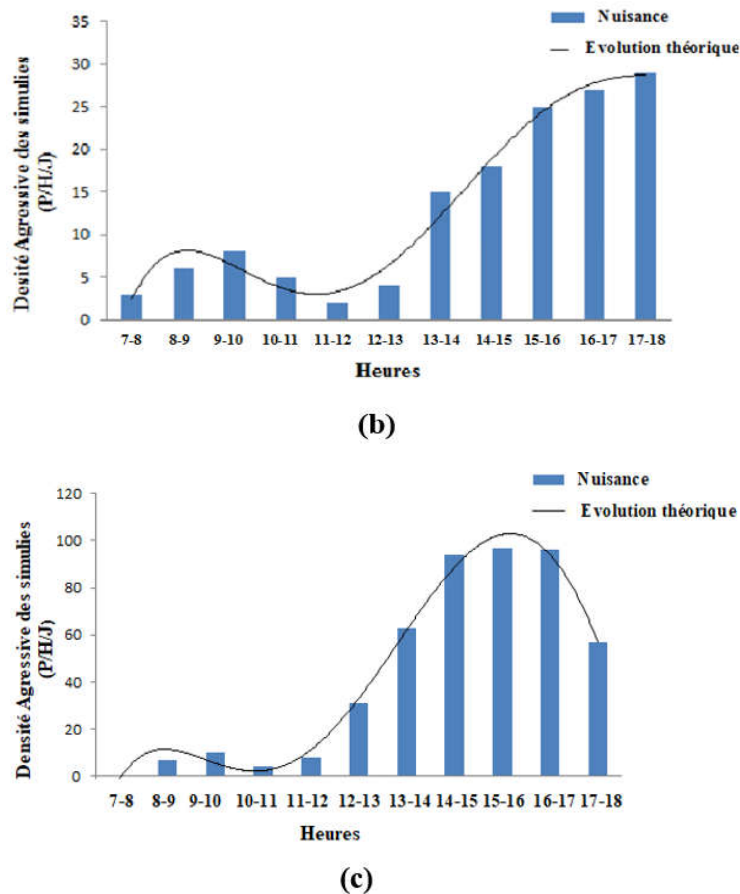 Nuisance
Evolution théorique
Dosité Agressive des simulies
(P/H/J)
35
30
25
20
15
10
5
0
7-8 8-9 9-10 10-11 11-12 12-13 13-14 14-15 15-16 16-17 17-18
Heures
(b)
Nuisance
Evolution théorique
Densité Agressive des simulies
(P/H/J)
120
100
80
60
40
20
0
7-8 8-9 9-10 10-11 11-12 12-13 13-14 14-15 15-16 16-17 17-18
Heures
(c)